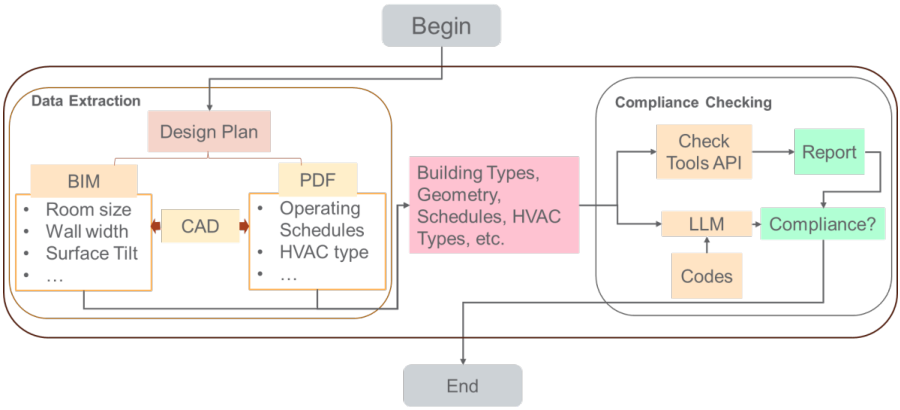 Begin
Data Extraction
Design Plan
BIM
• Room size
• Wall width
• Surface Tilt
• …
CAD
PDF
• Operating
Schedules
• HVAC type
• …
Building Types,
Geometry,
Schedules, HVAC
Types, etc.
Compliance Checking
Check
Tools API
Report
LLM
Compliance?
Codes
End